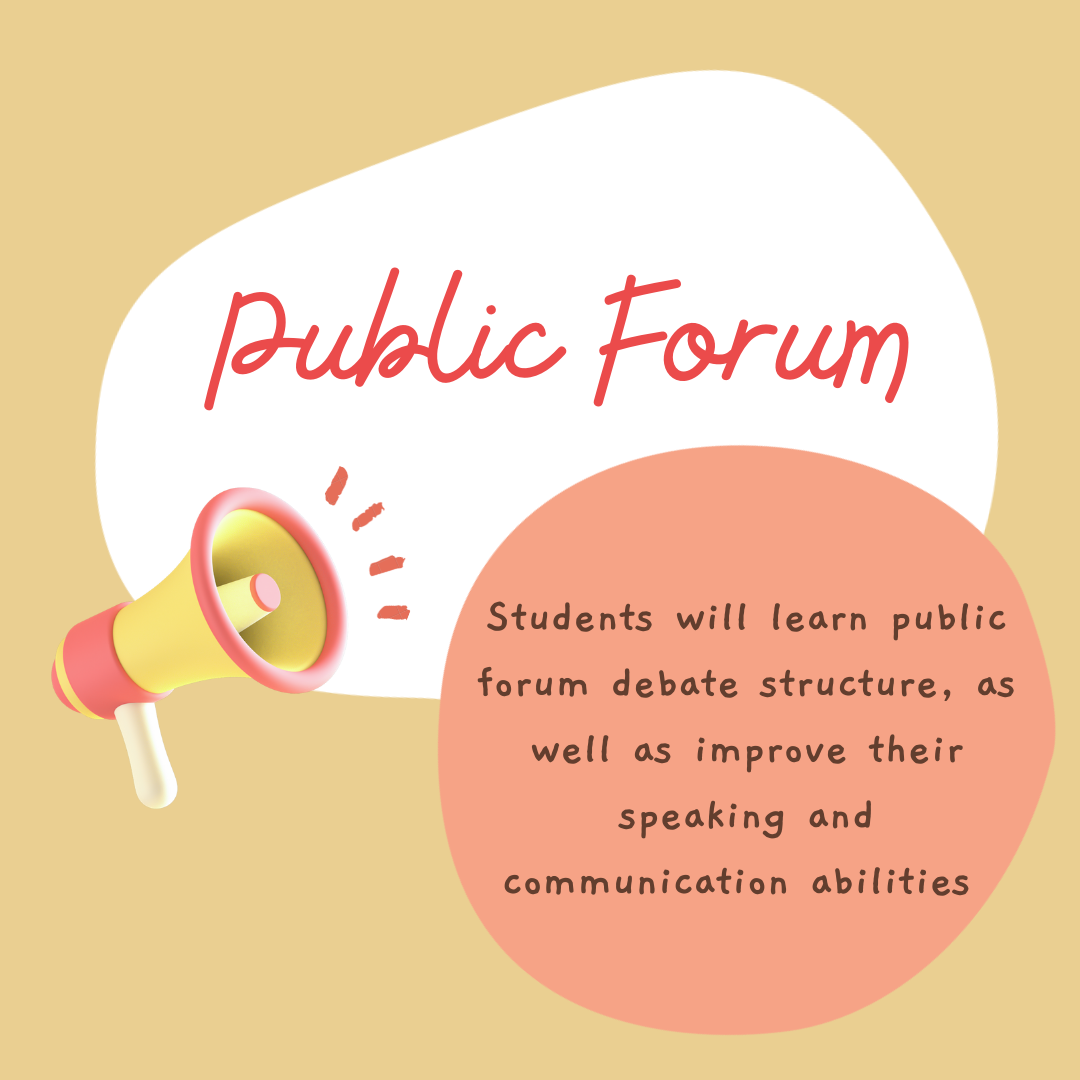 Public Forum
Students will learn public
forum debate structure, as
well as improve their
speaking and
communication abilities